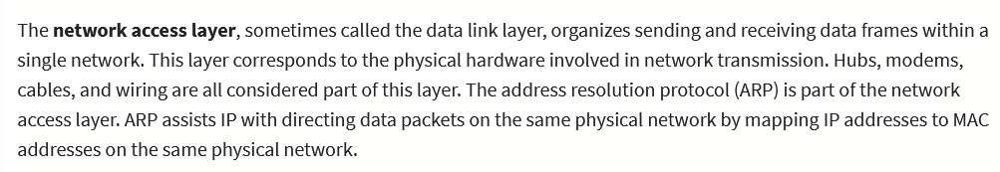 The network access layer, sometimes called the data link layer, organizes sending and receiving data frames within a
single network. This layer corresponds to the physical hardware involved in network transmission. Hubs, modems,
cables, and wiring are all considered part of this layer. The address resolution protocol (ARP) is part of the network
access layer. ARP assists IP with directing data packets on the same physical network by mapping IP addresses to MAC
addresses on the same physical network.